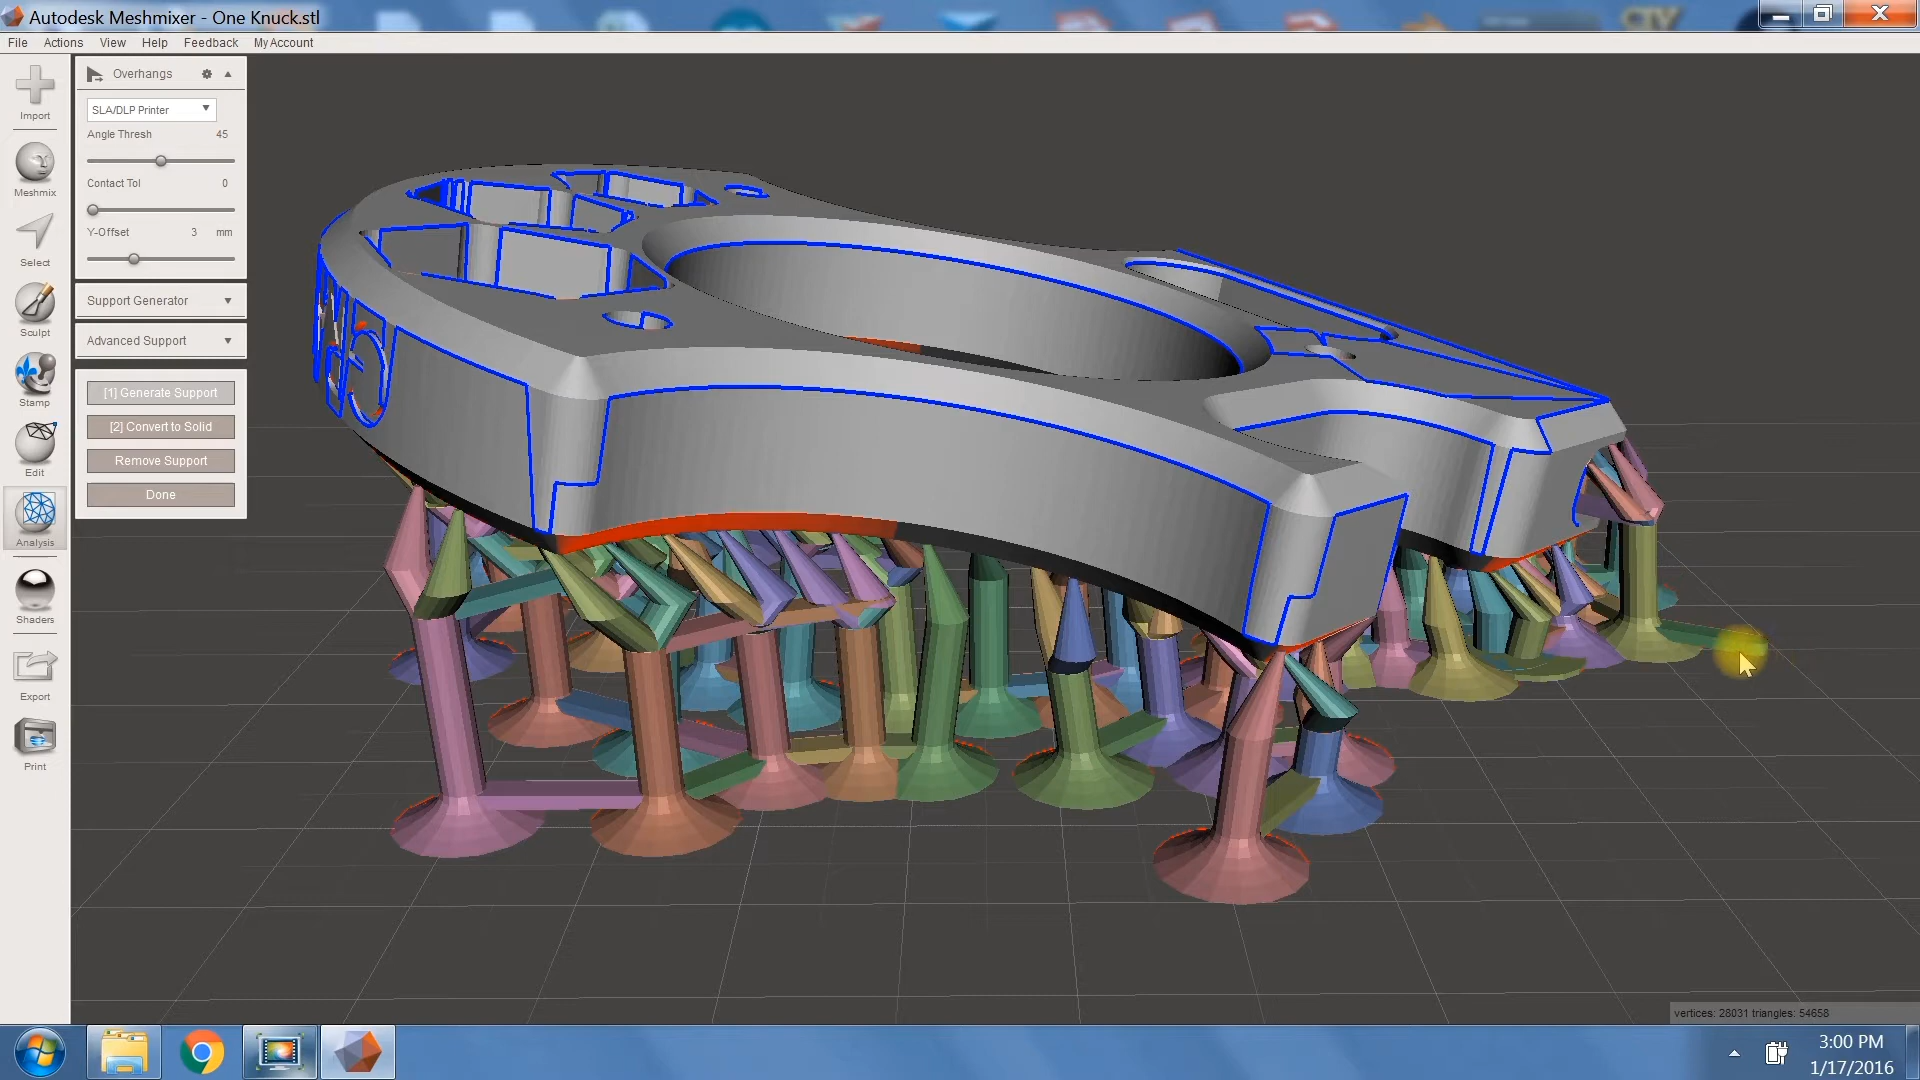 Autodesk Meshmixer - One Knuck.stl
File Actions View Help Feedback My Account
Import
Meshmix
Select
Sculpt
Stamp
Edit
Analysis
Shaders
Export
Print
Overhangs
SLA/DLP Printer
Angle Thresh 45
Contact Tol 0
Y-Offset 3 mm
Support Generator
Advanced Support
[1] Generate Support
[2] Convert to Solid
Remove Support
Done
vertices: 28031 triangles: 54658
3:00 PM
1/17/2016